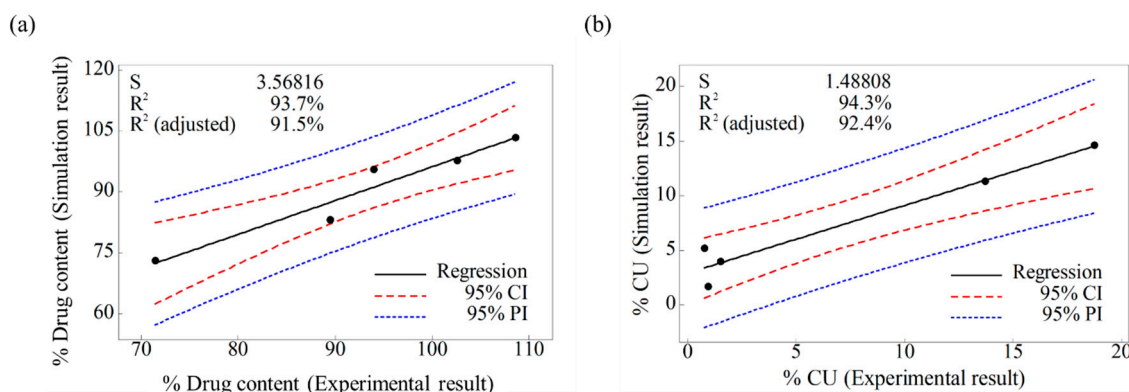 (a)
S 3.56816
R² 93.7%
R² (adjusted) 91.5%
% Drug content (Simulation result)
120
105
90
75
60
Regression
95% CI
95% PI
70 80 90 100 110
% Drug content (Experimental result)
(b)
S 1.48808
R² 94.3%
R² (adjusted) 92.4%
% CU (Simulation result)
20
15
10
5
0
Regression
95% CI
95% PI
0 5 10 15 20
% CU (Experimental result)